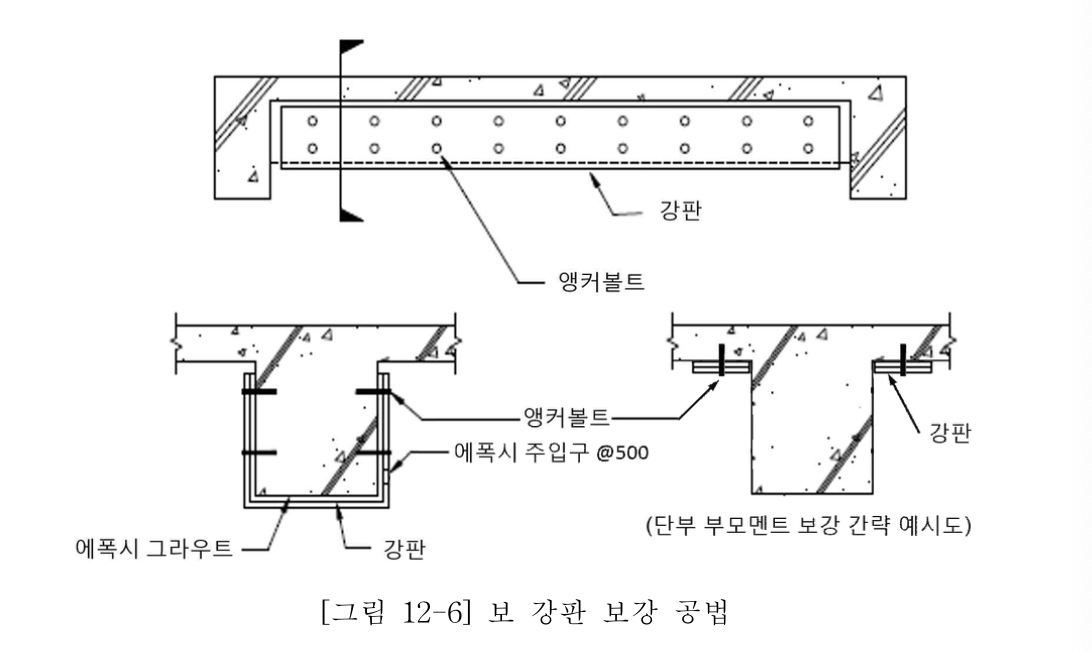 강판
앵커볼트
앵커볼트
에폭시 주입구 @500
강판
(단부 부모멘트 보강 간략 예시도)
에폭시 그라우트
강판
[그림 12-6] 보 강판 보강 공법